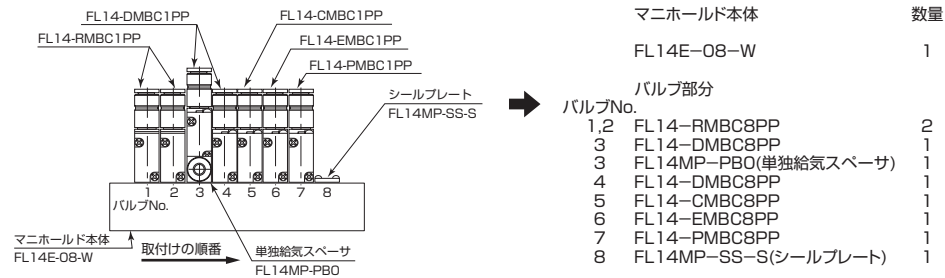 FL14-DMBC1PP
FL14-CMBC1PP
FL14-RMBC1PP
FL14-EMBC1PP
FL14-PMBC1PP
シールプレート
FL14MP-SS-S
1 2 3 4 5 6 7 8
バルブNo.
マニホールド本体
FL14E-08-W
取付けの順番
単独給気スペーサ
FL14MP-PB0
マニホールド本体 数量
FL14E-08-W 1
バルブ部分
バルブNo.
1,2 FL14-RMBC8PP 2
3 FL14-DMBC8PP 1
3 FL14MP-PB0(単独給気スペーサ) 1
4 FL14-DMBC8PP 1
5 FL14-CMBC8PP 1
6 FL14-EMBC8PP 1
7 FL14-PMBC8PP 1
8 FL14MP-SS-S(シールプレート) 1